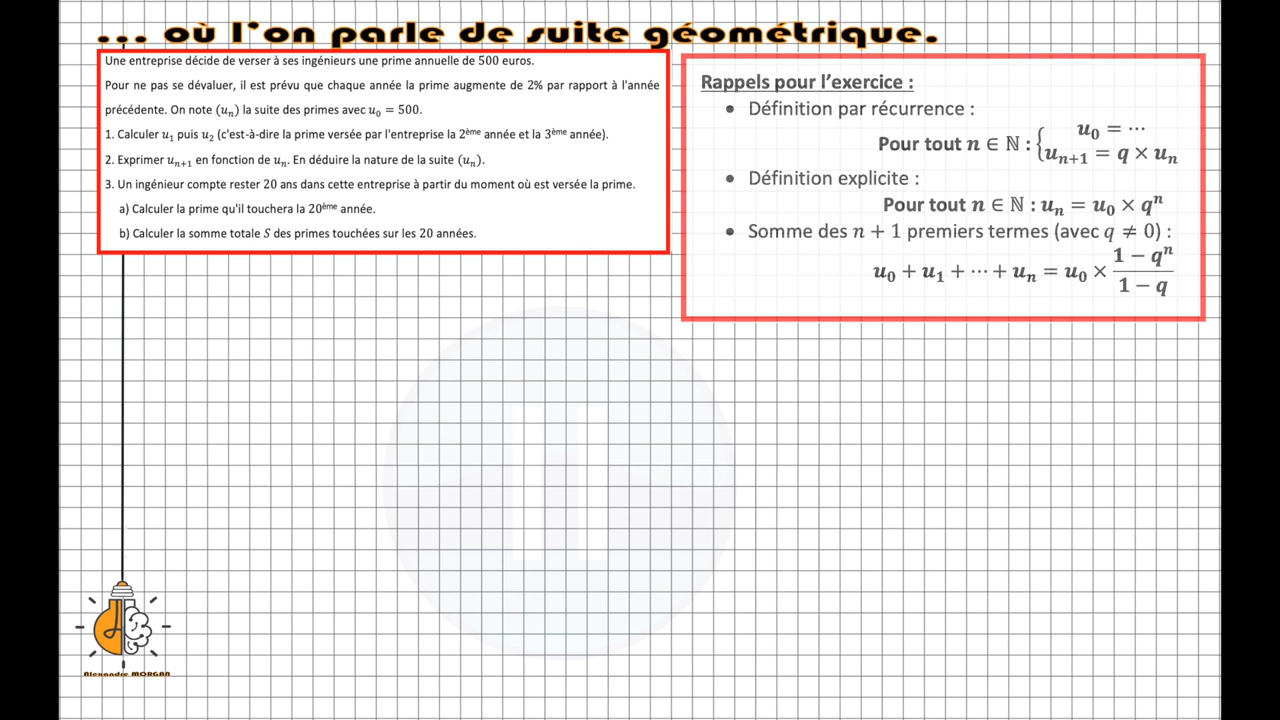 ... où l'on parle de suite géométrique.
Une entreprise décide de verser à ses ingénieurs une prime annuelle de 500 euros.
Pour ne pas se dévaluer, il est prévu que chaque année la prime augmente de 2% par rapport à l'année
précédente. On note (uₙ) la suite des primes avec u₀ = 500.
1. Calculer u₁ puis u₂ (c'est-à-dire la prime versée par l'entreprise la 2ème année et la 3ème année).
2. Exprimer uₙ₊₁ en fonction de uₙ. En déduire la nature de la suite (uₙ).
3. Un ingénieur compte rester 20 ans dans cette entreprise à partir du moment où est versée la prime.
a) Calculer la prime qu'il touchera la 20ème année.
b) Calculer la somme totale S des primes touchées sur les 20 années.
Rappels pour l'exercice :
• Définition par récurrence :
Pour tout n ∈ ℕ : { u₀ = ⋯
uₙ₊₁ = q × uₙ
• Définition explicite :
Pour tout n ∈ ℕ : uₙ = u₀ × qⁿ
• Somme des n + 1 premiers termes (avec q ≠ 0) :
u₀ + u₁ + ⋯ + uₙ = u₀ × (1 − qⁿ)/(1 − q)
Alexandre MORGAN